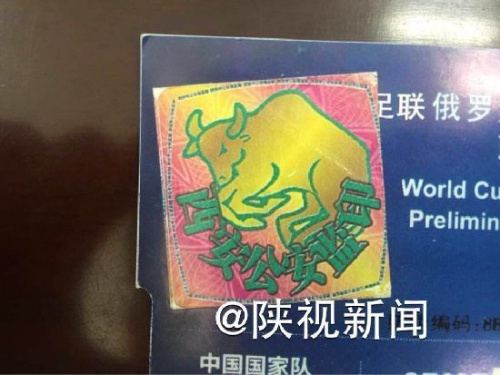 足联俄罗
World Cu
Prelimin
西安公安监印
@陕视新闻
编码:
中国国家队